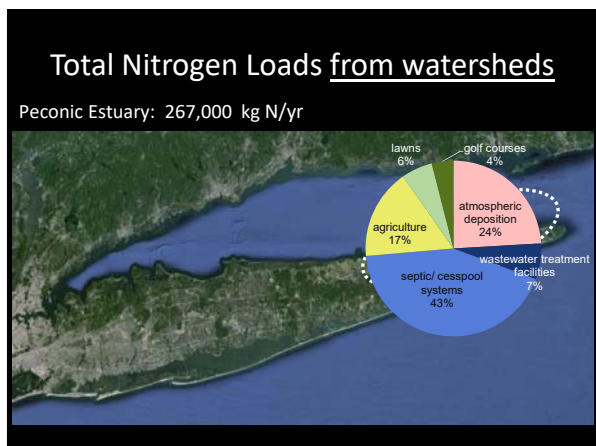 Total Nitrogen Loads from watersheds
Peconic Estuary: 267,000 kg N/yr
lawns
6%
golf courses
4%
atmospheric
deposition
24%
agriculture
17%
wastewater treatment
facilities
7%
septic/ cesspool
systems
43%